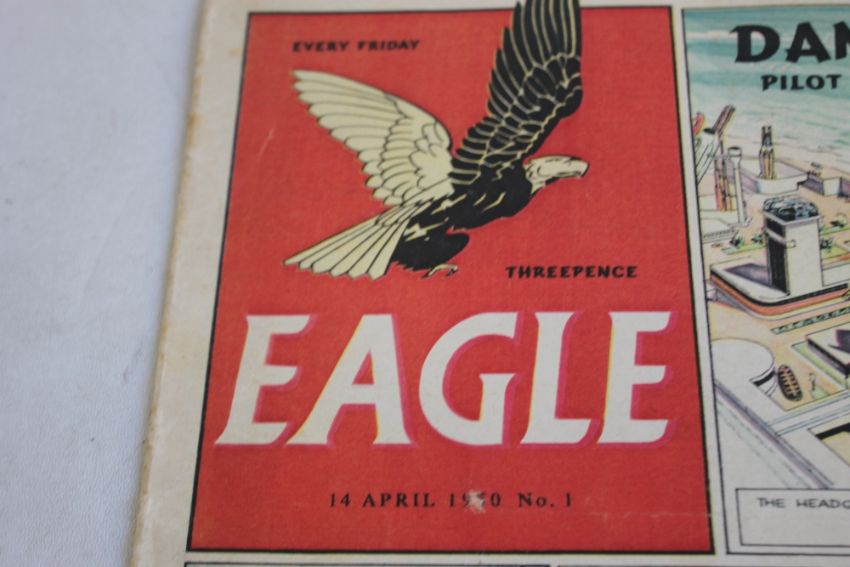 EVERY FRIDAY
THREEPENCE
EAGLE
14 APRIL 1950 No. 1
DAN
PILOT
THE HEADQ